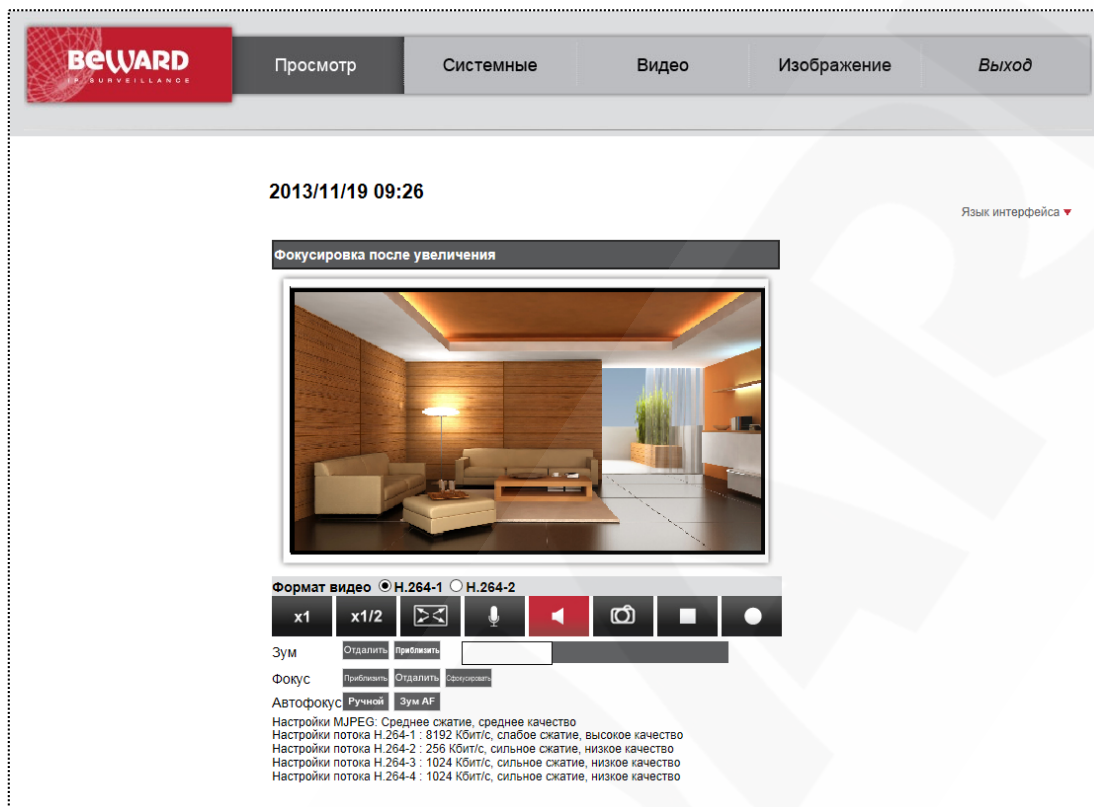 BEWARD
IP SURVEILLANCE
Просмотр Системные Видео Изображение Выход
2013/11/19 09:26
Язык интерфейса
Фокусировка после увеличения
Формат видео H.264-1 H.264-2
x1 x1/2
Зум Отдалить Приблизить
Фокус Приблизить Отдалить Сфокусировать
Автофокус Ручной Зум AF
Настройки MJPEG: Среднее сжатие, среднее качество
Настройки потока H.264-1 : 8192 Кбит/с, слабое сжатие, высокое качество
Настройки потока H.264-2 : 256 Кбит/с, сильное сжатие, низкое качество
Настройки потока H.264-3 : 1024 Кбит/с, сильное сжатие, низкое качество
Настройки потока H.264-4 : 1024 Кбит/с, сильное сжатие, низкое качество